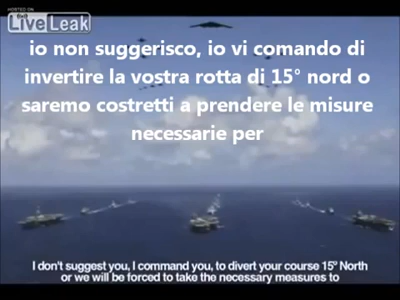 HOSTED ON
LiveLeak
io non suggerisco, io vi comando di
invertire la vostra rotta di 15° nord o
saremo costretti a prendere le misure
necessarie per
I don't suggest you, I command you, to divert your course 15º North
or we will be forced to take the necessary measures to